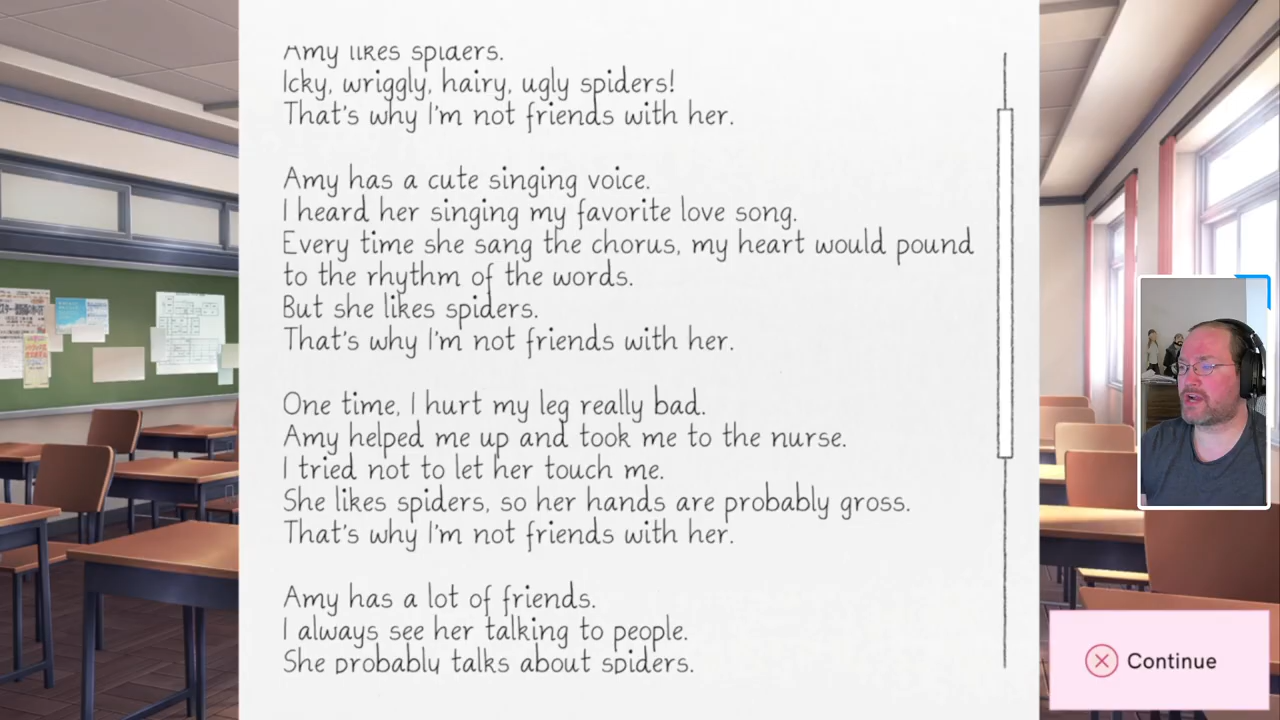 Amy likes spiders.
Icky, wriggly, hairy, ugly spiders!
That's why I'm not friends with her.
Amy has a cute singing voice.
I heard her singing my favorite love song.
Every time she sang the chorus, my heart would pound
to the rhythm of the words.
But she likes spiders.
That's why I'm not friends with her.
One time, I hurt my leg really bad.
Amy helped me up and took me to the nurse.
I tried not to let her touch me.
She likes spiders, so her hands are probably gross.
That's why I'm not friends with her.
Amy has a lot of friends.
I always see her talking to people.
She probably talks about spiders.
Continue